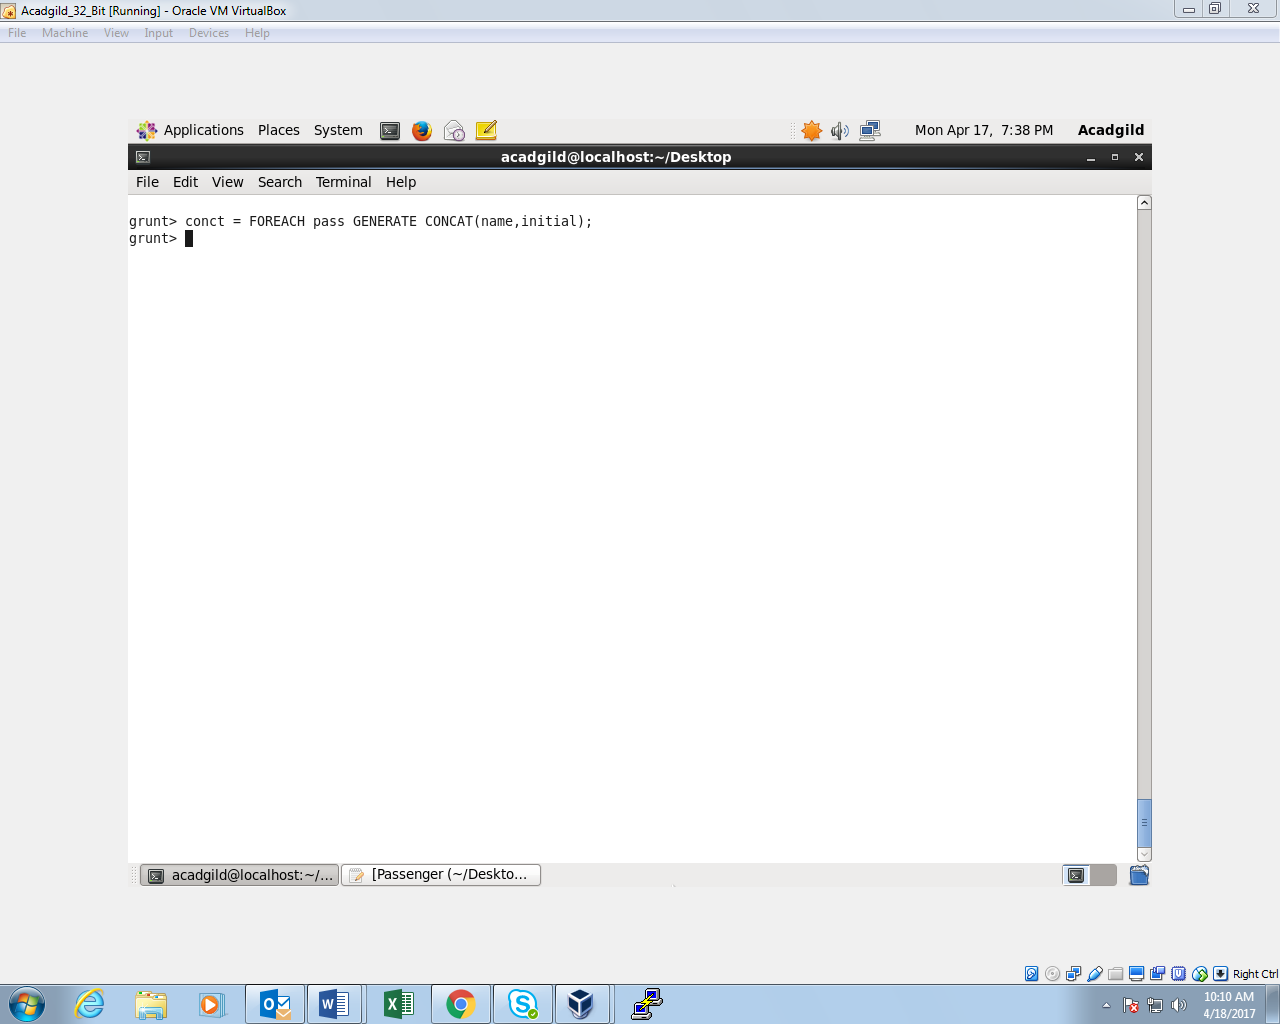 Acadgild_32_Bit [Running] - Oracle VM VirtualBox
File Machine View Input Devices Help
Applications Places System Mon Apr 17, 7:38 PM Acadgild
acadgild@localhost:~/Desktop
File Edit View Search Terminal Help
grunt> conct = FOREACH pass GENERATE CONCAT(name,initial);
grunt>
acadgild@localhost:~/... [Passenger (~/Deskto...
Right Ctrl
10:10 AM
4/18/2017